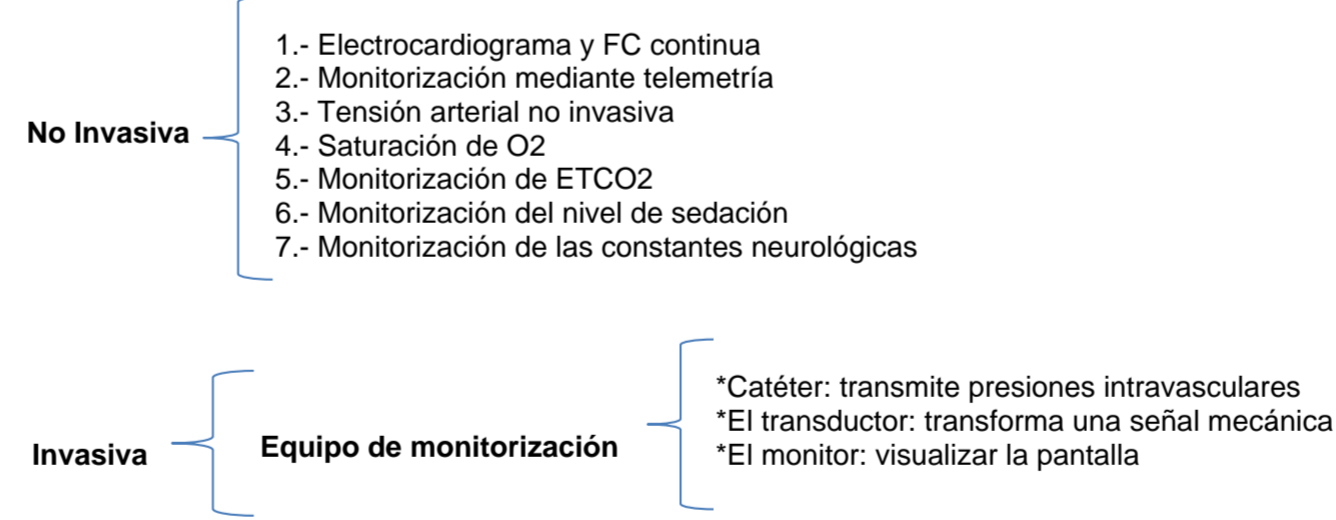 No Invasiva
1.- Electrocardiograma y FC continua
2.- Monitorización mediante telemetría
3.- Tensión arterial no invasiva
4.- Saturación de O2
5.- Monitorización de ETCO2
6.- Monitorización del nivel de sedación
7.- Monitorización de las constantes neurológicas
Invasiva
Equipo de monitorización
*Catéter: transmite presiones intravasculares
*El transductor: transforma una señal mecánica
*El monitor: visualizar la pantalla